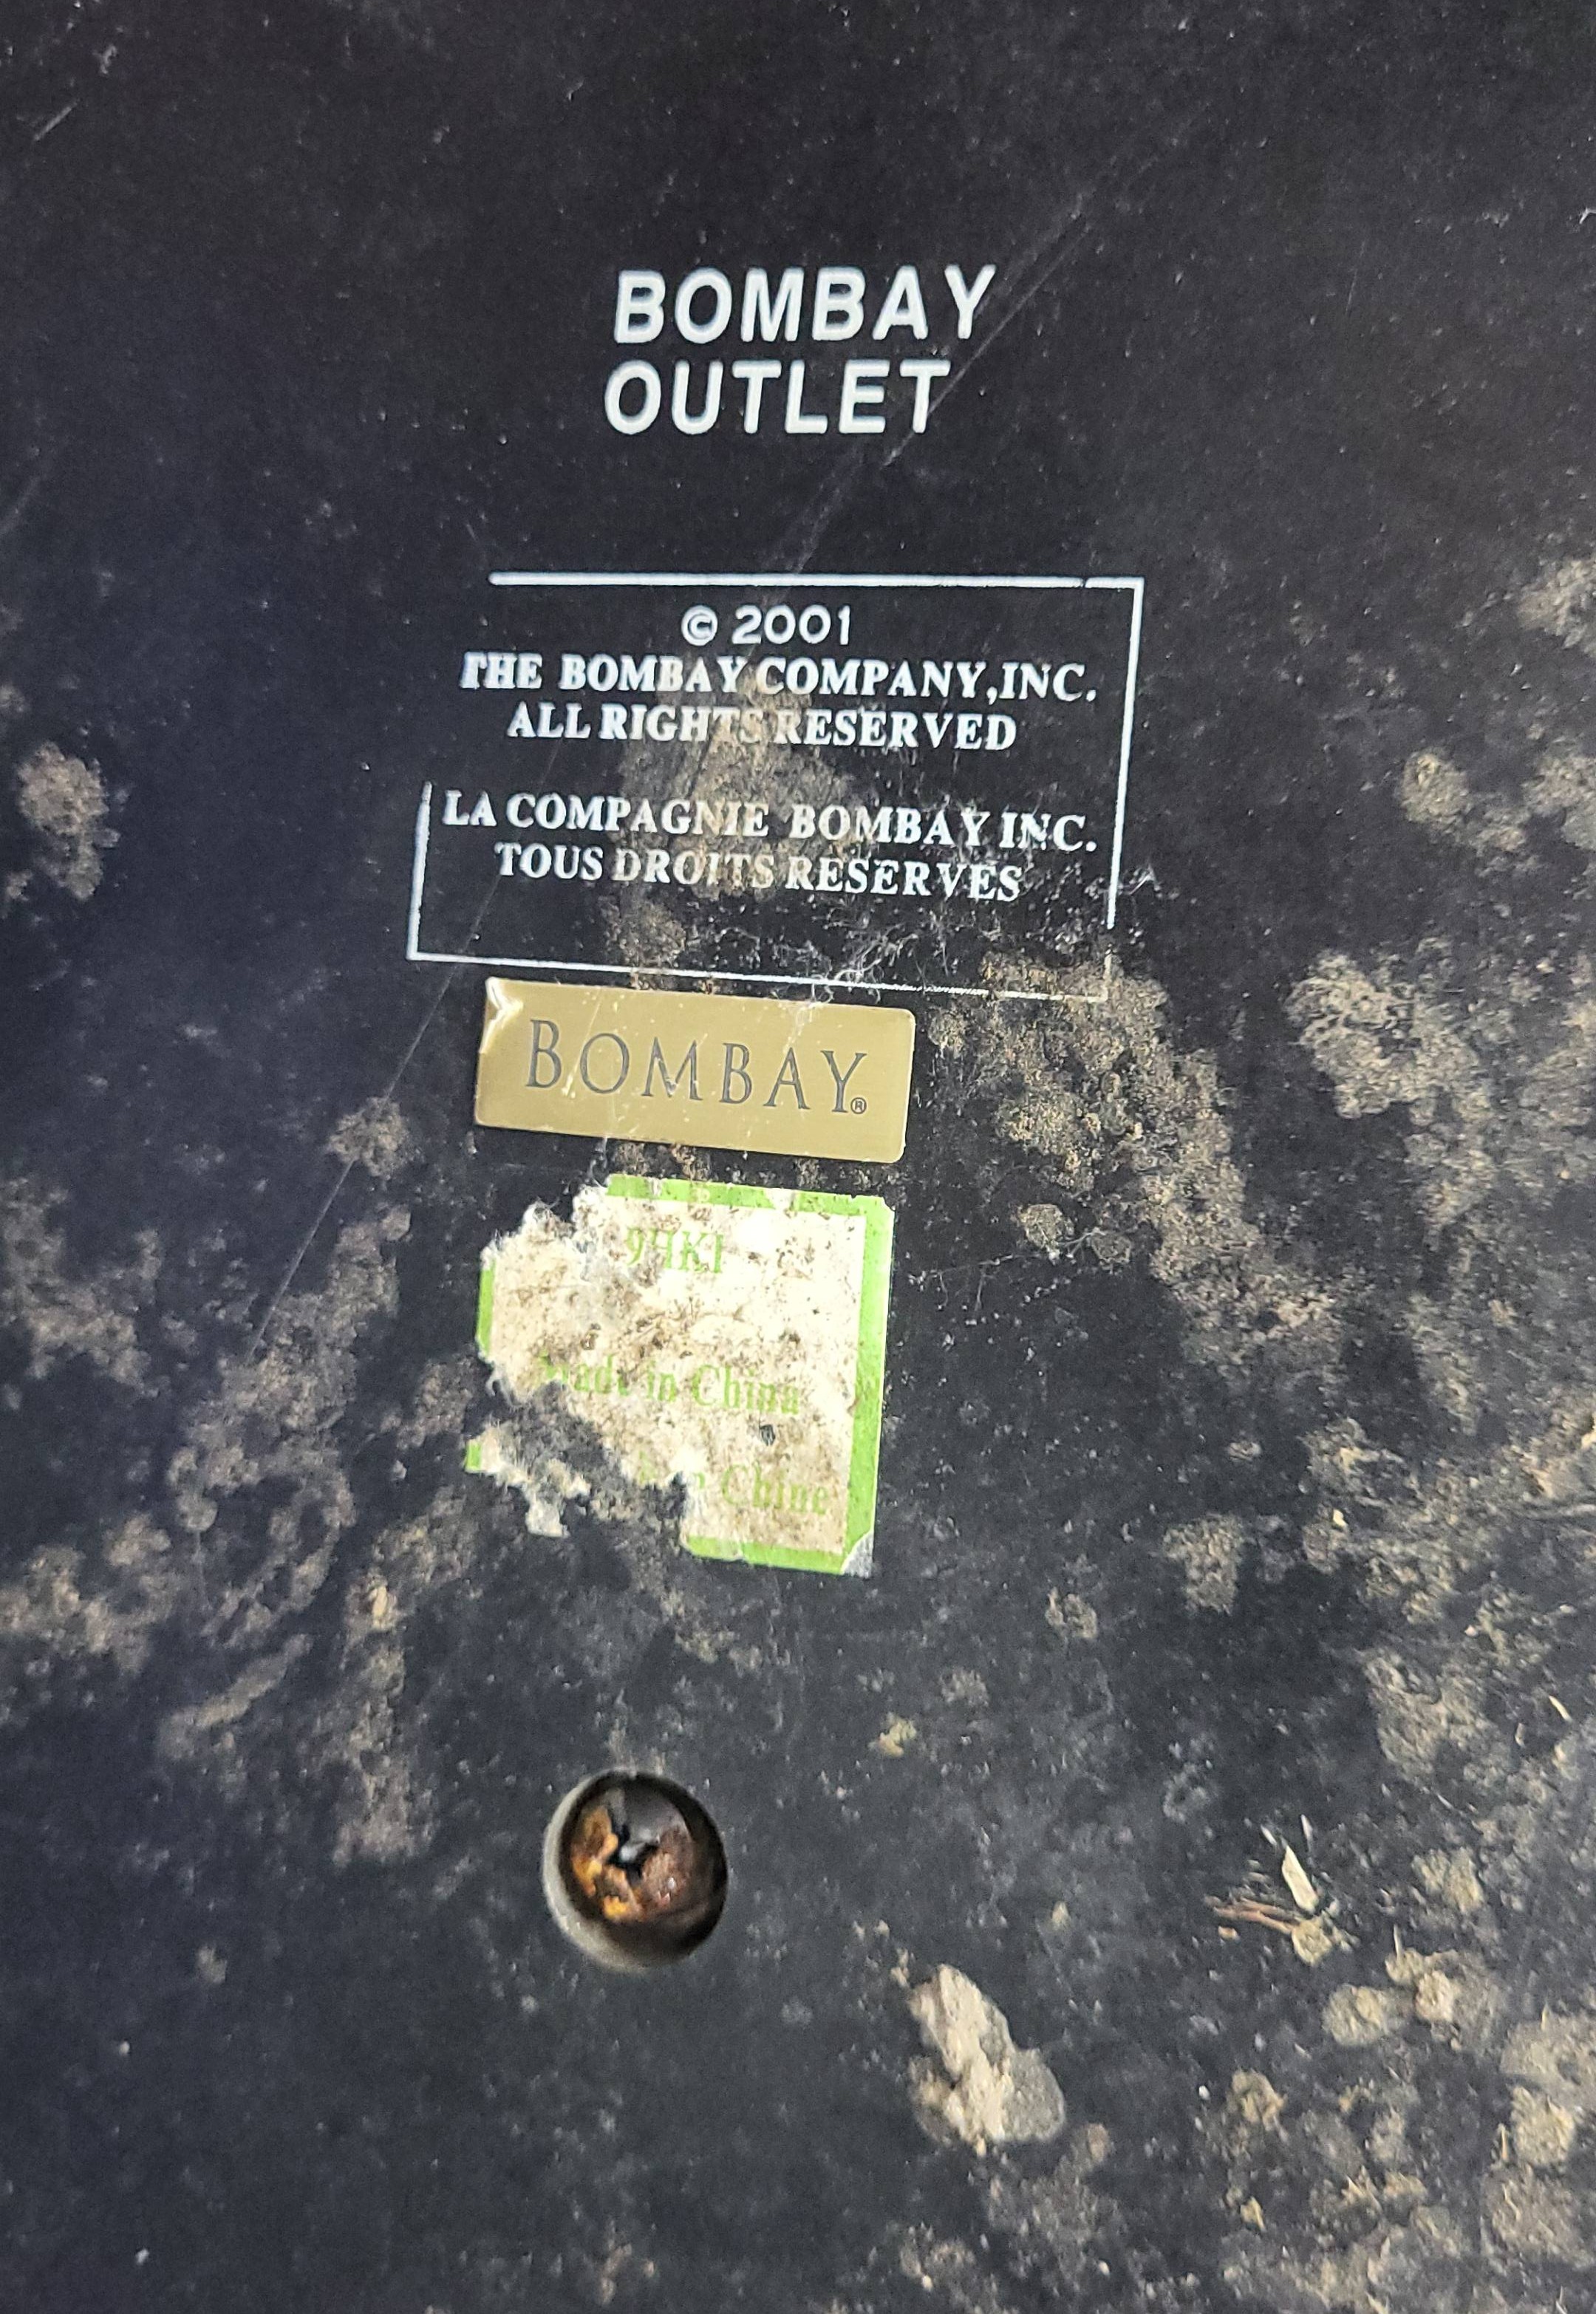 BOMBAY
OUTLET
© 2001
THE BOMBAY COMPANY,INC.
ALL RIGHTS RESERVED
LA COMPAGNIE BOMBAY INC.
TOUS DROITS RESERVES
BOMBAY®
Made in China
Chine